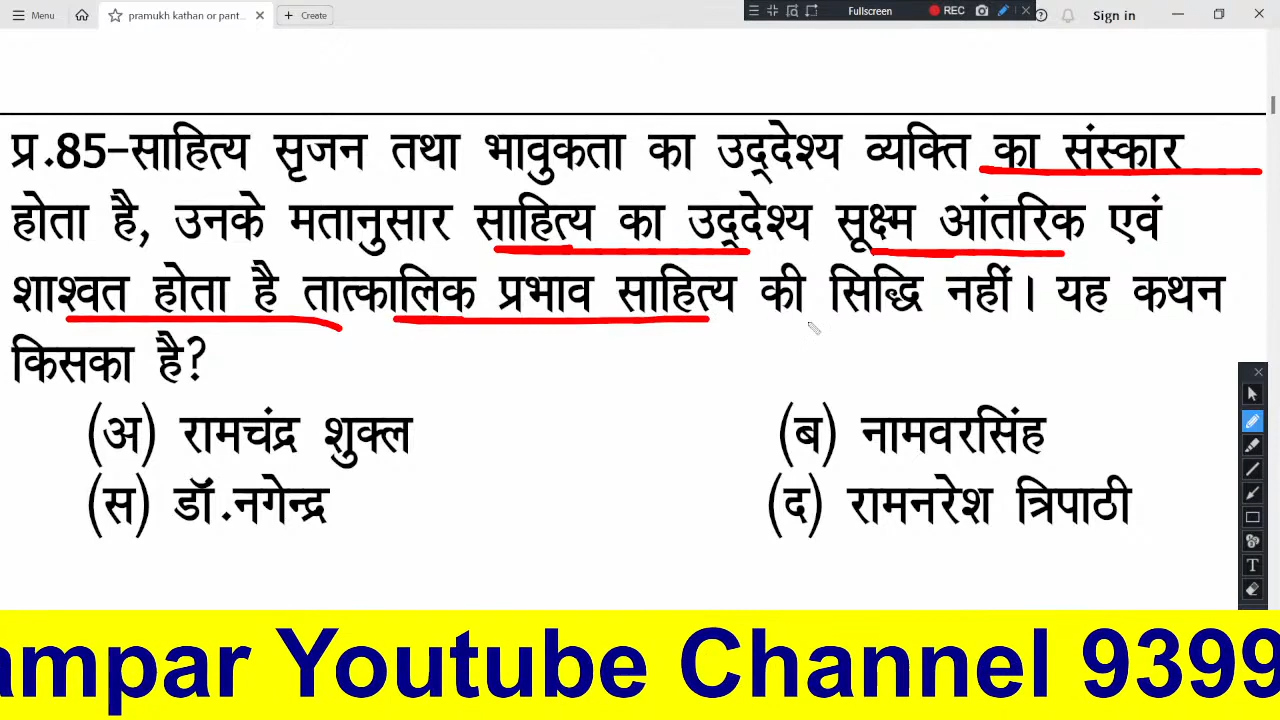 Menu
pramukh kathan or pant...
Create
Fullscreen
REC
Sign in
प्र.85-साहित्य सृजन तथा भावुकता का उद्देश्य व्यक्ति का संस्कार
होता है, उनके मतानुसार साहित्य का उद्देश्य सूक्ष्म आंतरिक एवं
शाश्वत होता है तात्कालिक प्रभाव साहित्य की सिद्धि नहीं। यह कथन
किसका है?
(अ) रामचंद्र शुक्ल (ब) नामवरसिंह
(स) डॉ.नगेन्द्र (द) रामनरेश त्रिपाठी
ampar Youtube Channel 9399